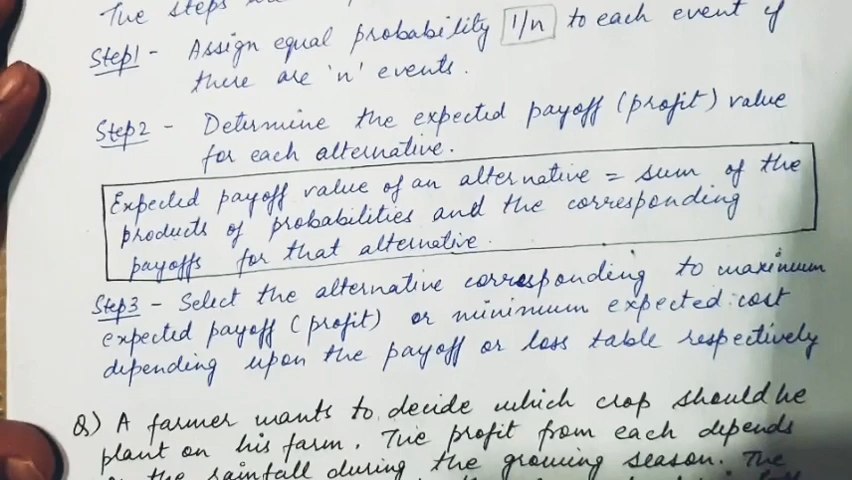 The steps
Step1 - Assign equal probability 1/n to each event if
there are 'n' events.
Step2 - Determine the expected payoff (profit) value
for each alternative.
Expected payoff value of an alternative = sum of the
products of probabilities and the corresponding
payoffs for that alternative.
Step3 - Select the alternative corresponding to maximum
expected payoff (profit) or minimum expected cost
depending upon the payoff or loss table respectively
Q) A farmer wants to decide which crop should he
plant on his farm. The profit from each depends
the rainfall during the growing season. The